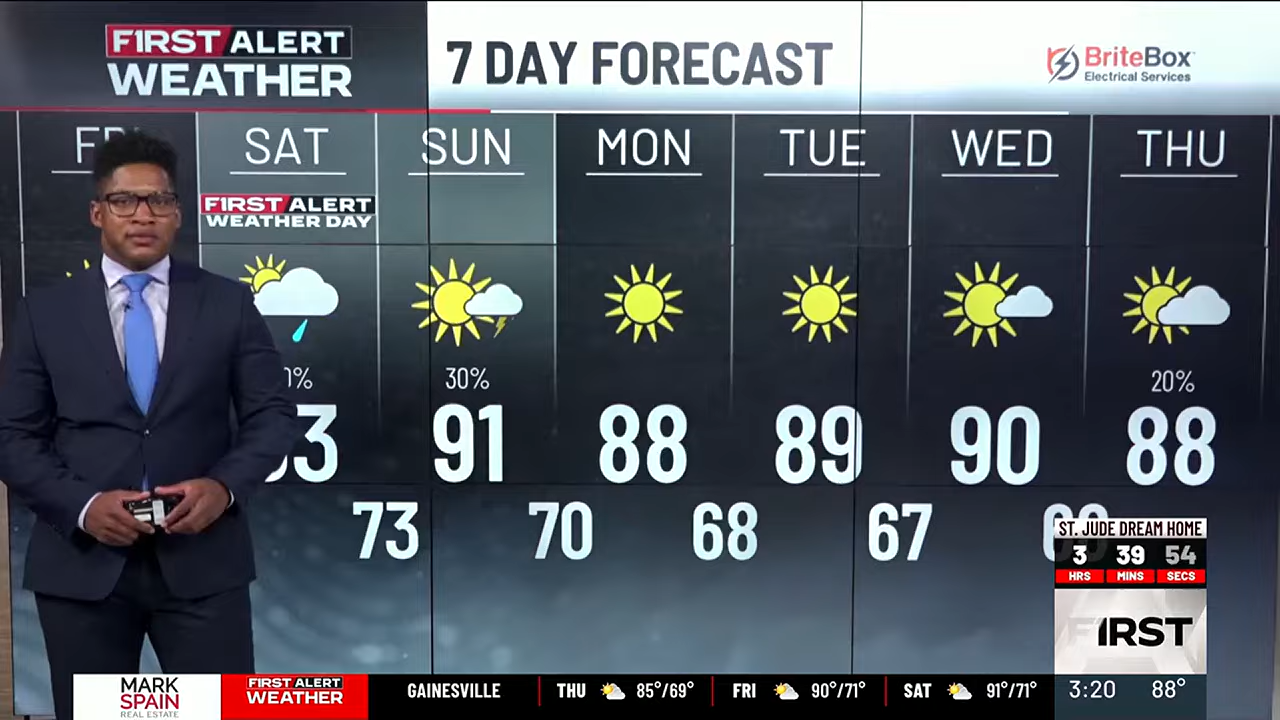 FIRST ALERT
WEATHER
7 DAY FORECAST
BriteBox
Electrical Services
SAT
SUN
MON
TUE
WED
THU
FIRST ALERT
WEATHER DAY
30%
20%
91
88
89
90
88
73
70
68
67
ST. JUDE DREAM HOME
3 39 54
HRS MINS SECS
FIRST
MARK
SPAIN
REAL ESTATE
FIRST ALERT
WEATHER
GAINESVILLE
THU 85°/69°
FRI 90°/71°
SAT 91°/71°
3:20 88°